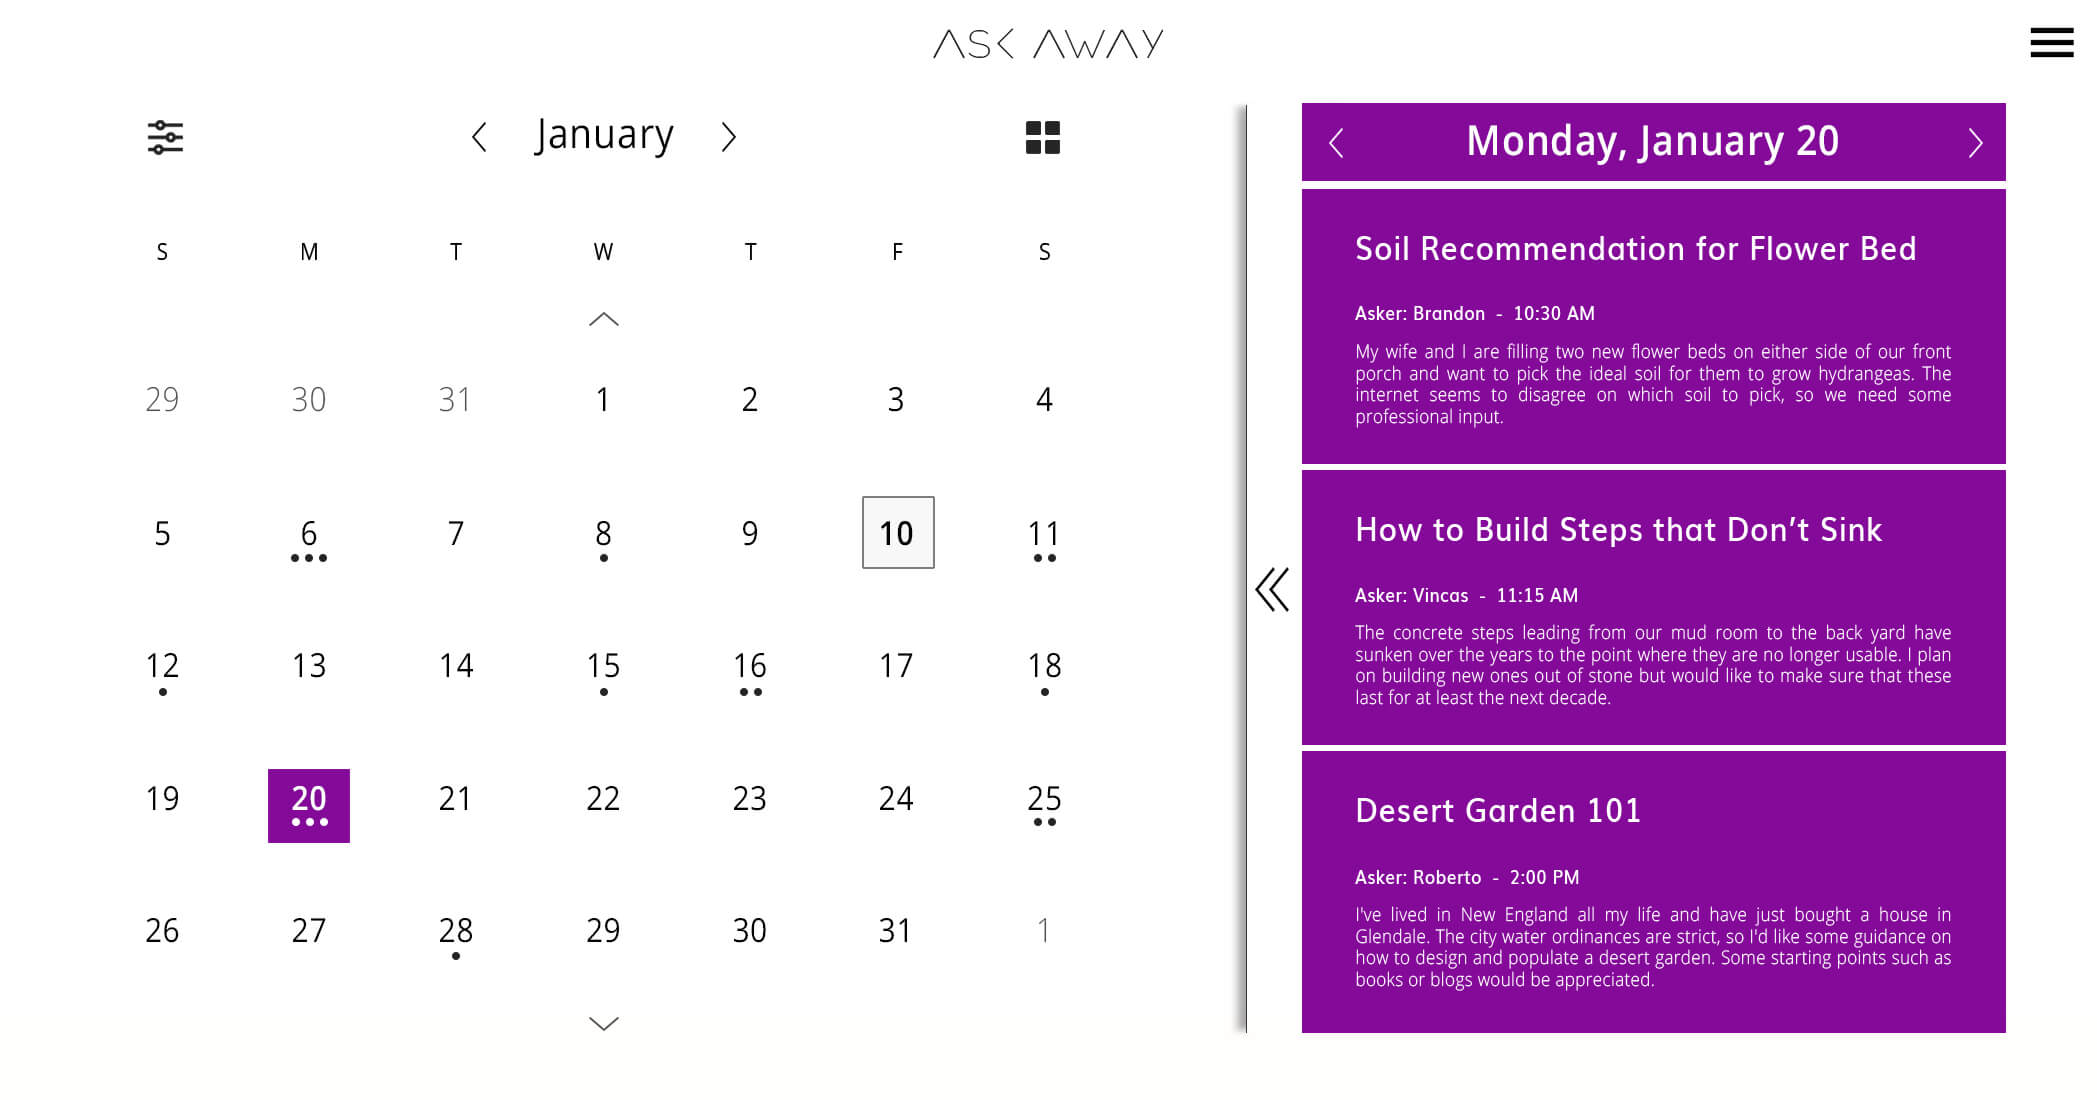 ASK AWAY
January
S M T W T F S
29 30 31 1 2 3 4
5 6 7 8 9 10 11
12 13 14 15 16 17 18
19 20 21 22 23 24 25
26 27 28 29 30 31 1
Monday, January 20
Soil Recommendation for Flower Bed
Asker: Brandon - 10:30 AM
My wife and I are filling two new flower beds on either side of our front
porch and want to pick the ideal soil for them to grow hydrangeas. The
internet seems to disagree on which soil to pick, so we need some
professional input.
How to Build Steps that Don’t Sink
Asker: Vincas - 11:15 AM
The concrete steps leading from our mud room to the back yard have
sunken over the years to the point where they are no longer usable. I plan
on building new ones out of stone but would like to make sure that these
last for at least the next decade.
Desert Garden 101
Asker: Roberto - 2:00 PM
I've lived in New England all my life and have just bought a house in
Glendale. The city water ordinances are strict, so I'd like some guidance on
how to design and populate a desert garden. Some starting points such as
books or blogs would be appreciated.